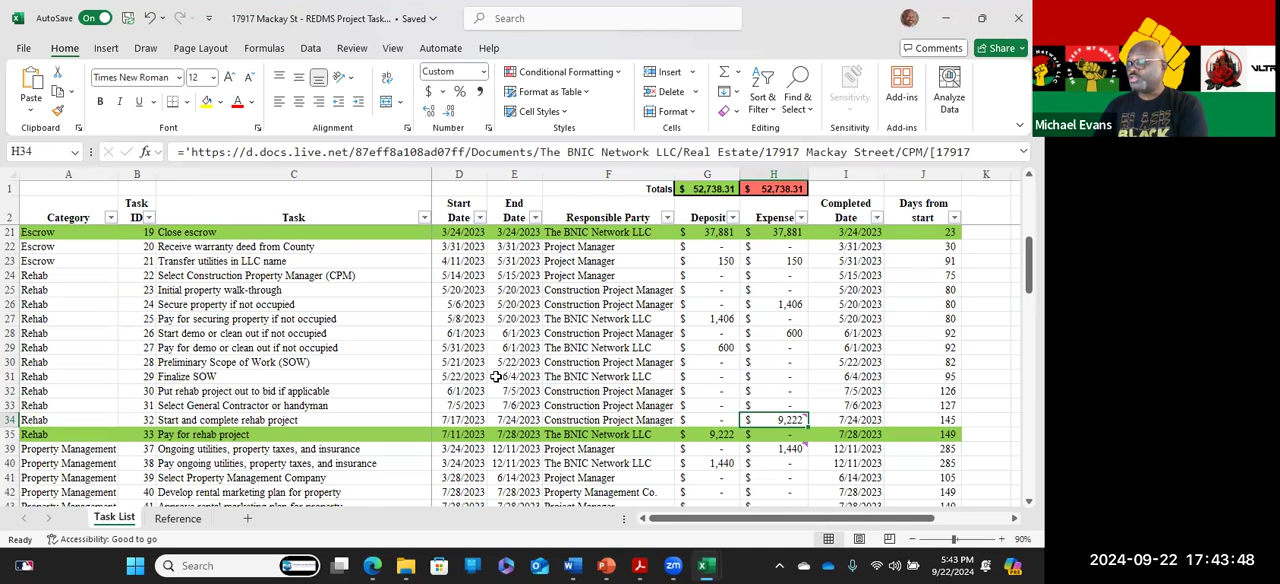 AutoSave On 17917 Mackay St - REDMS Project Task... • Saved Search
File Home Insert Draw Page Layout Formulas Data Review View Automate Help Comments Share
Paste Times New Roman 12 Custom Conditional Formatting Insert Sort & Filter Find & Select Sensitivity Add-ins Analyze Data
B I U Format as Table Delete
Cell Styles Format
Clipboard Font Alignment Number Styles Cells Editing Sensitivity Add-ins
Michael Evans
H34 fx ='https://d.docs.live.net/87eff8a108ad07ff/Documents/The BNIC Network LLC/Real Estate/17917 Mackay Street/CPM/[17917
A B C D E F G H I J K
1 Totals $ 52,738.31 $ 52,738.31
2 Category Task ID Task Start Date End Date Responsible Party Deposit Expense Completed Date Days from start
21 Escrow 19 Close escrow 3/24/2023 3/24/2023 The BNIC Network LLC $ 37,881 $ 37,881 3/24/2023 23
22 Escrow 20 Receive warranty deed from County 3/31/2023 3/31/2023 Project Manager $ - $ - 3/31/2023 30
23 Escrow 21 Transfer utilities in LLC name 4/11/2023 5/31/2023 Project Manager $ 150 $ 150 5/31/2023 91
24 Rehab 22 Select Construction Property Manager (CPM) 5/14/2023 5/15/2023 Project Manager $ - $ - 5/15/2023 75
25 Rehab 23 Initial property walk-through 5/20/2023 5/20/2023 Construction Project Manager $ - $ - 5/20/2023 80
26 Rehab 24 Secure property if not occupied 5/6/2023 5/20/2023 Construction Project Manager $ - $ 1,406 5/20/2023 80
27 Rehab 25 Pay for securing property if not occupied 5/8/2023 5/20/2023 The BNIC Network LLC $ 1,406 $ - 5/20/2023 80
28 Rehab 26 Start demo or clean out if not occupied 6/1/2023 6/1/2023 Construction Project Manager $ - $ 600 6/1/2023 92
29 Rehab 27 Pay for demo or clean out if not occupied 5/31/2023 6/1/2023 The BNIC Network LLC $ 600 $ - 6/1/2023 92
30 Rehab 28 Preliminary Scope of Work (SOW) 5/21/2023 5/22/2023 Construction Project Manager $ - $ - 5/22/2023 82
31 Rehab 29 Finalize SOW 5/22/2023 6/4/2023 The BNIC Network LLC $ - $ - 6/4/2023 95
32 Rehab 30 Put rehab project out to bid if applicable 6/1/2023 7/5/2023 Construction Project Manager $ - $ - 7/5/2023 126
33 Rehab 31 Select General Contractor or handyman 7/5/2023 7/6/2023 Construction Project Manager $ - $ - 7/6/2023 127
34 Rehab 32 Start and complete rehab project 7/17/2023 7/24/2023 Construction Project Manager $ - $ 9,222 7/24/2023 145
35 Rehab 33 Pay for rehab project 7/11/2023 7/28/2023 The BNIC Network LLC $ 9,222 $ - 7/28/2023 149
39 Property Management 37 Ongoing utilities, property taxes, and insurance 3/24/2023 12/11/2023 Project Manager $ - $ 1,440 12/11/2023 285
40 Property Management 38 Pay ongoing utilities, property taxes, and insurance 3/24/2023 12/11/2023 The BNIC Network LLC $ 1,440 $ - 12/11/2023 285
41 Property Management 39 Select Property Management Company 3/28/2023 6/14/2023 Project Manager $ - $ - 6/14/2023 105
42 Property Management 40 Develop rental marketing plan for property 7/28/2023 7/28/2023 Property Management Co. $ - $ - 7/28/2023 149
Task List Reference
Ready Accessibility: Good to go 90%
Search 5:43 PM
9/22/2024
2024-09-22 17:43:48